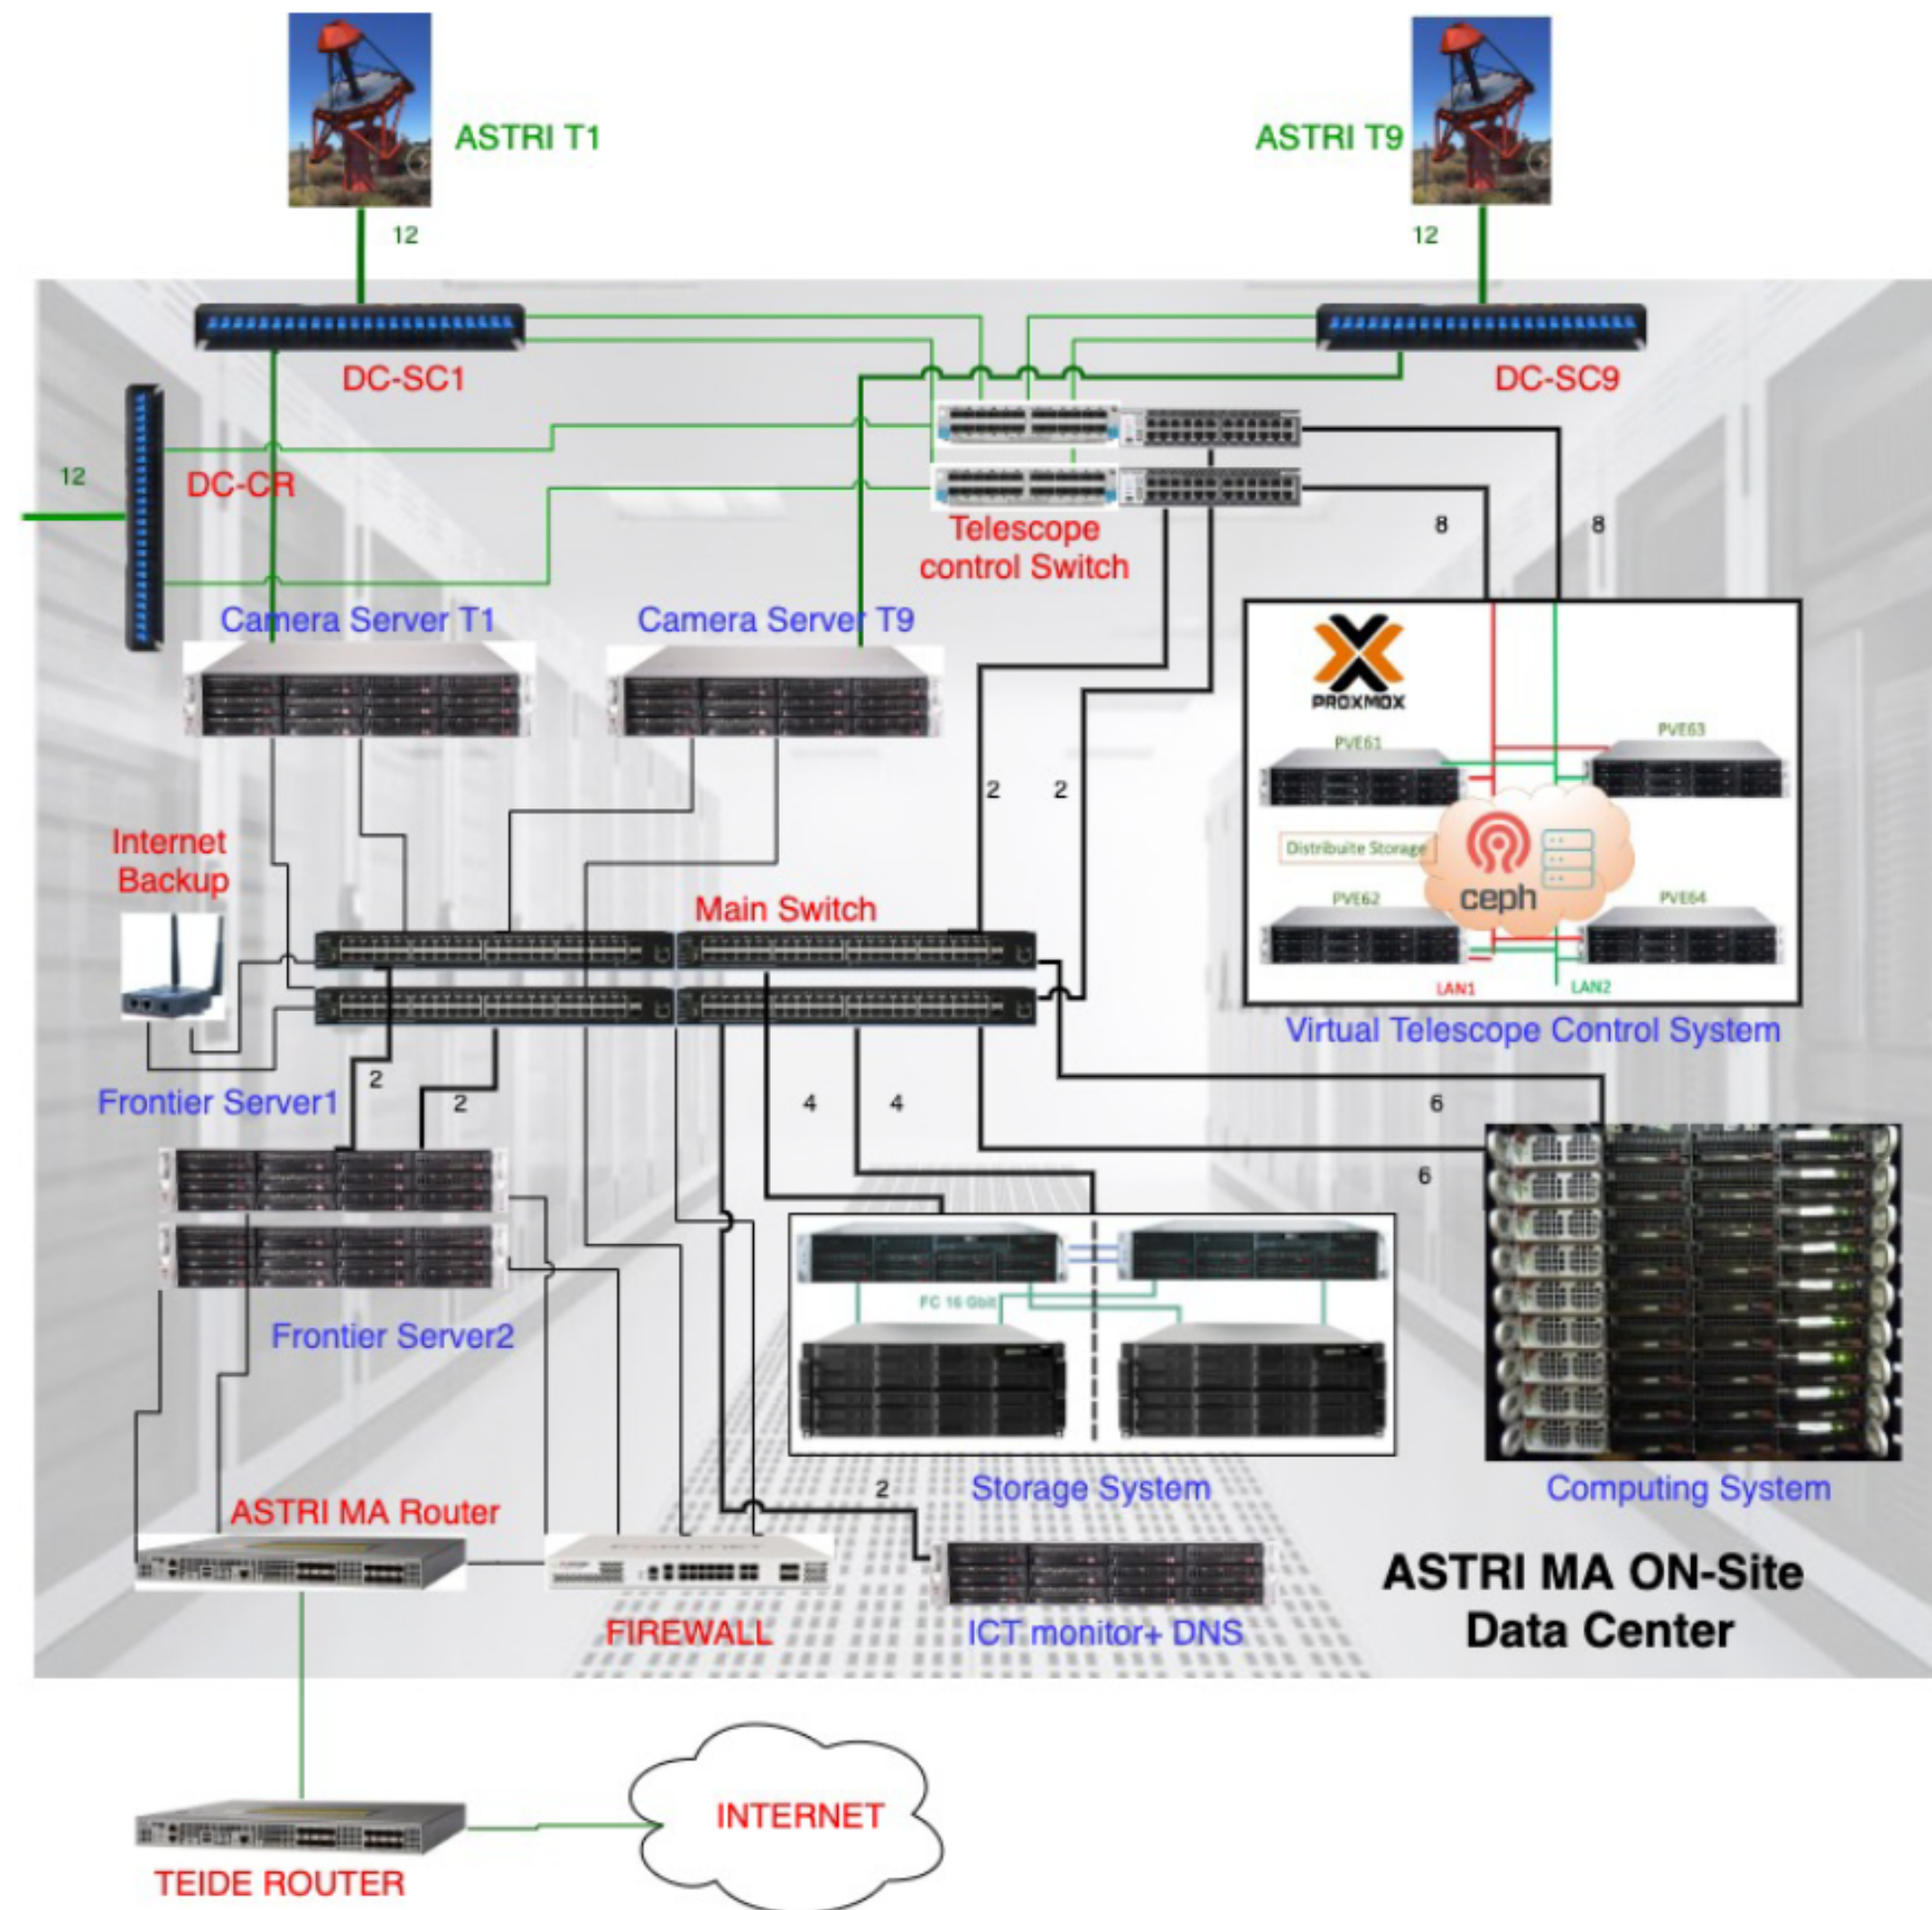 ASTRI T1
ASTRI T9
12
12
DC-SC1
DC-SC9
12
DC-CR
Telescope
control Switch
8
8
Camera Server T1
Camera Server T9
PROXMOX
PVE61
PVE63
2
2
Internet
Backup
Distribuite Storage
ceph
PVE62
PVE64
Main Switch
LAN1
LAN2
Virtual Telescope Control System
2
Frontier Server1
2
4
4
6
6
FC 16 Gbit
Frontier Server2
2
Storage System
Computing System
ASTRI MA Router
FIREWALL
ICT monitor+ DNS
ASTRI MA ON-Site
Data Center
INTERNET
TEIDE ROUTER